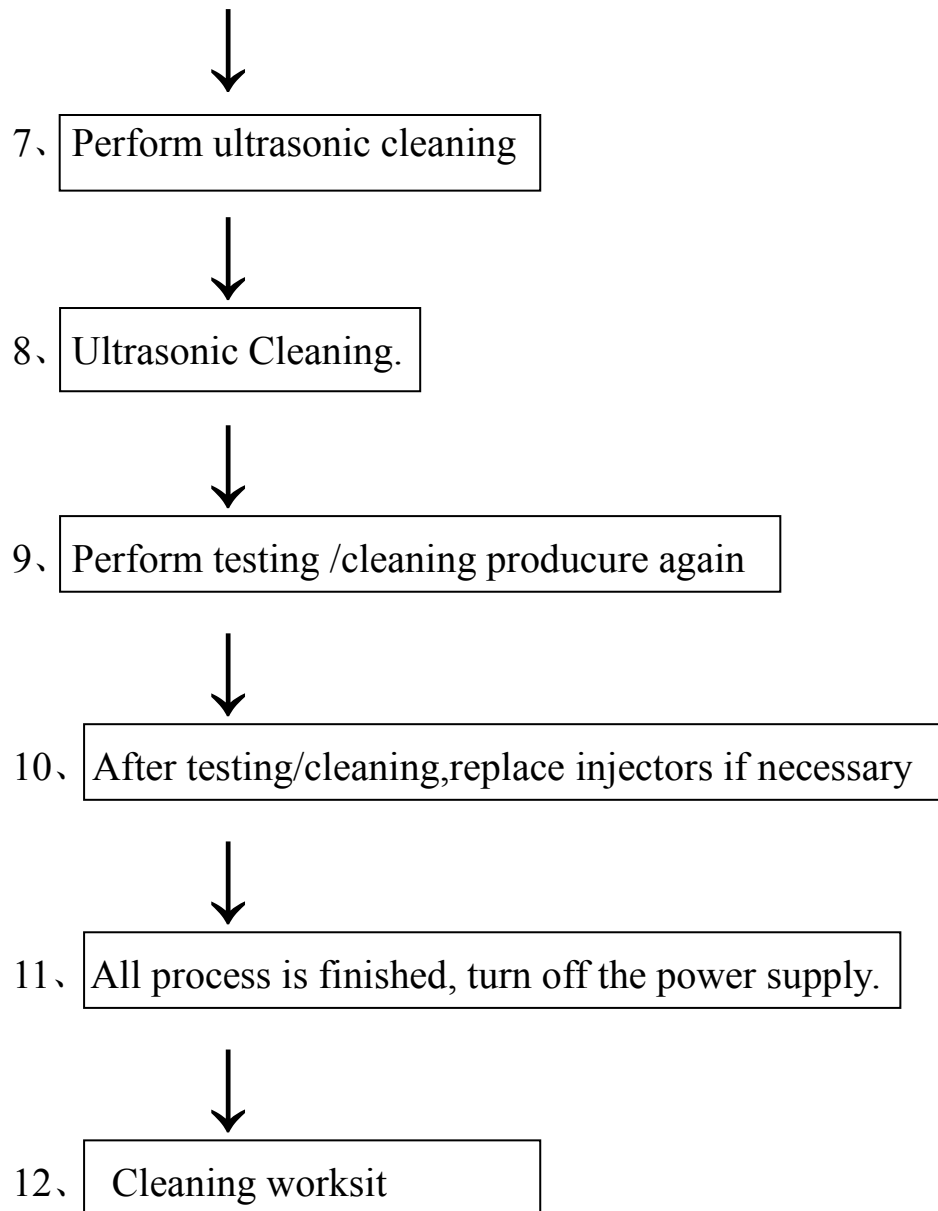 7、 Perform ultrasonic cleaning
8、 Ultrasonic Cleaning.
9、 Perform testing /cleaning producure again
10、 After testing/cleaning,replace injectors if necessary
11、 All process is finished, turn off the power supply.
12、 Cleaning worksit